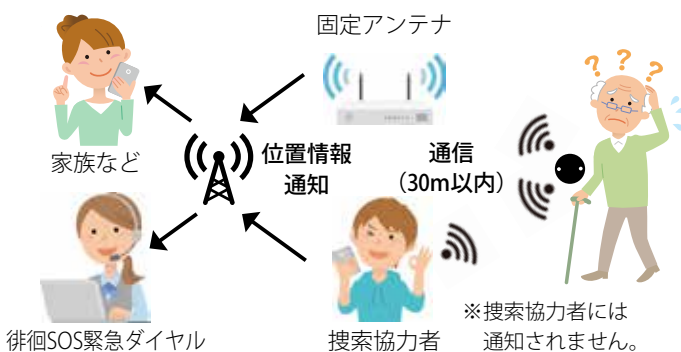 固定アンテナ
? ? ?
家族など
位置情報
通知
通信
（30m以内）
徘徊SOS緊急ダイヤル
捜索協力者
※捜索協力者には
通知されません。